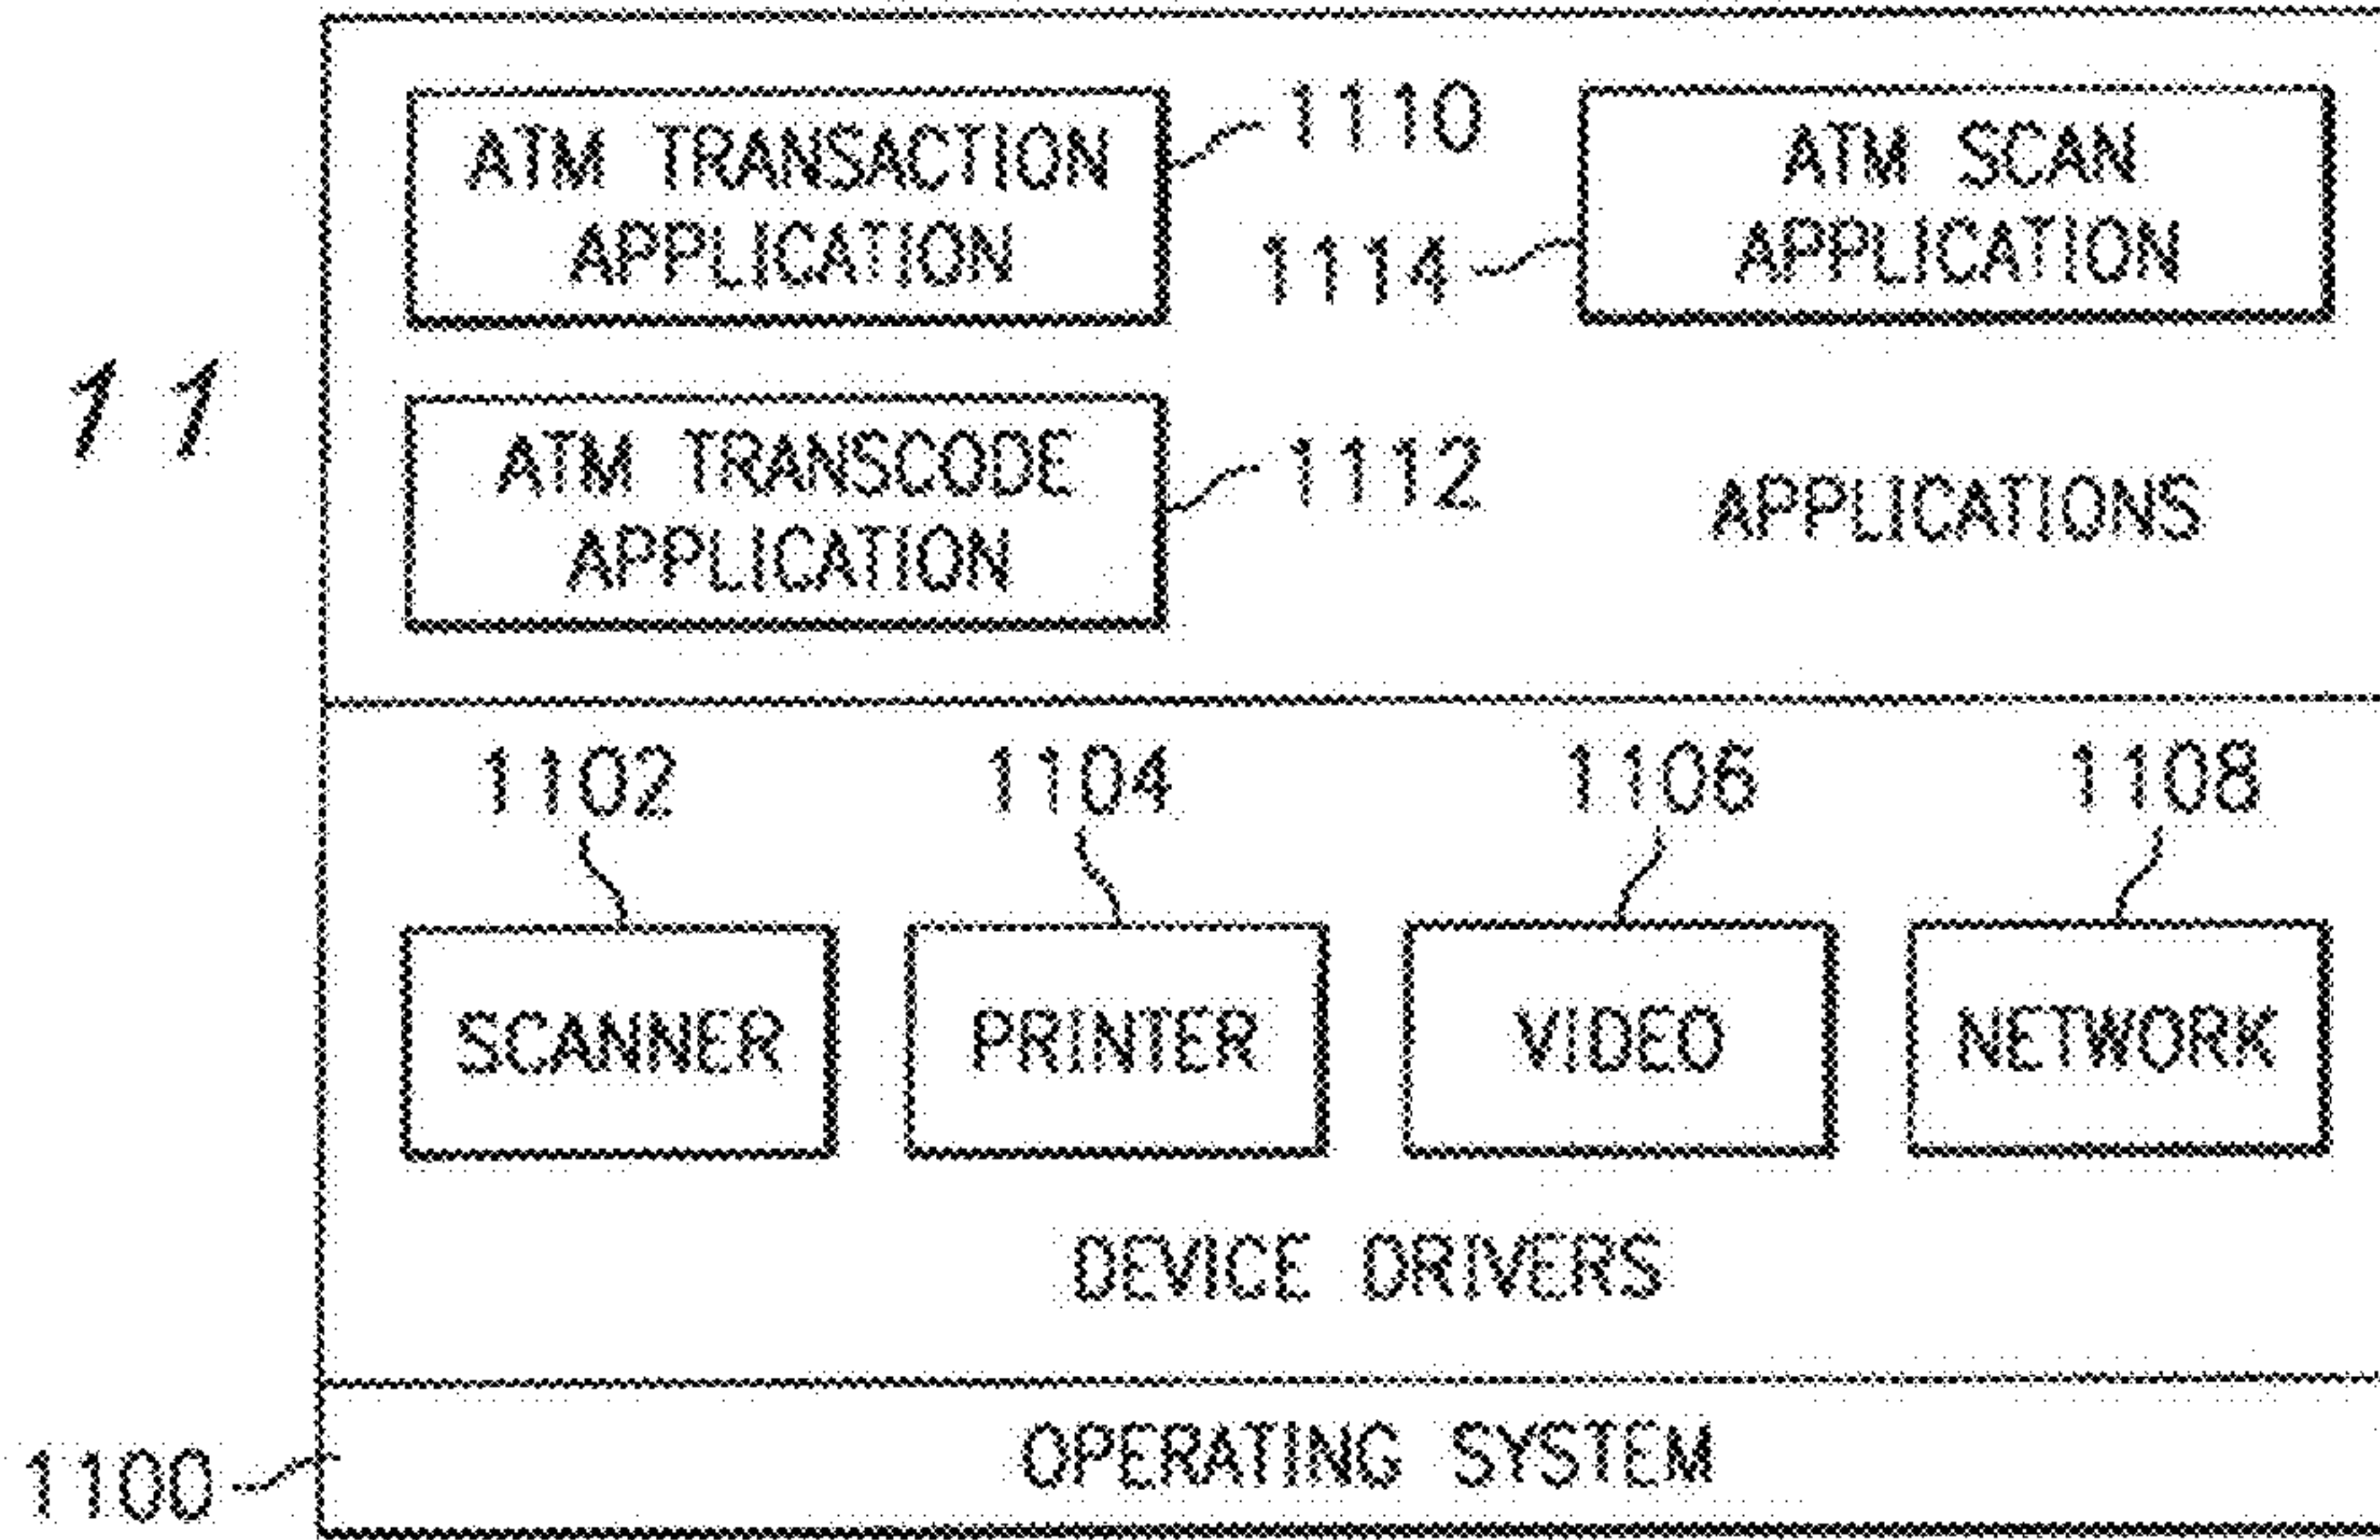 ATM TRANSACTION
APPLICATION
1110
1114
ATM SCAN
APPLICATION
11
ATM TRANSCODE
APPLICATION
1112
APPLICATIONS
1102
1104
1106
1108
SCANNER
PRINTER
VIDEO
NETWORK
DEVICE DRIVERS
1100
OPERATING SYSTEM